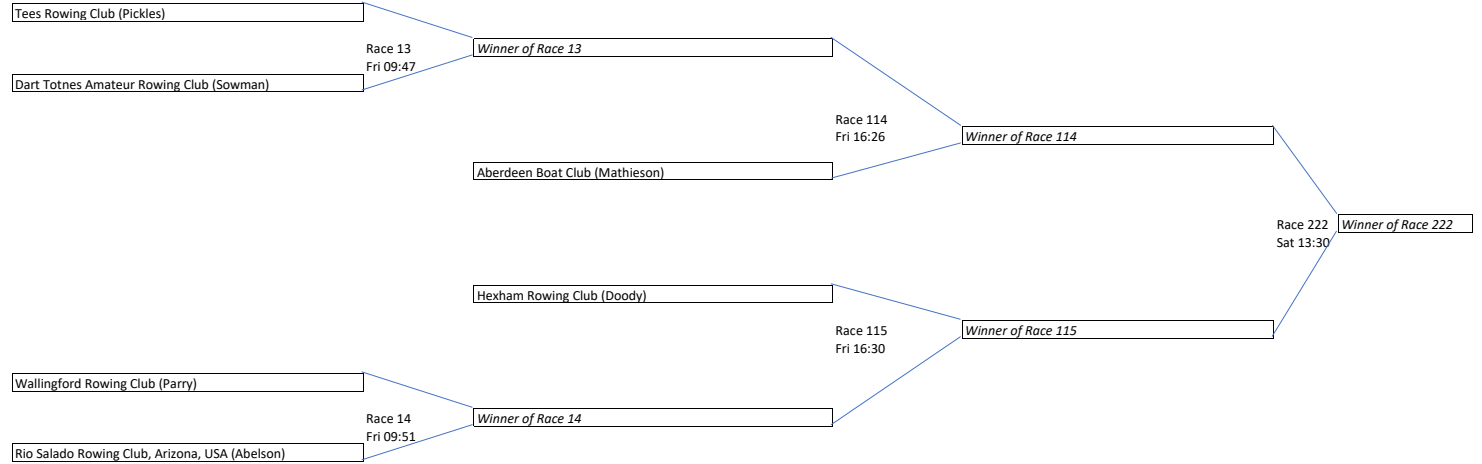 Tees Rowing Club (Pickles)
Race 13
Fri 09:47
Dart Totnes Amateur Rowing Club (Sowman)
Winner of Race 13
Race 114
Fri 16:26
Aberdeen Boat Club (Mathieson)
Winner of Race 114
Race 222
Sat 13:30
Winner of Race 222
Hexham Rowing Club (Doody)
Race 115
Fri 16:30
Winner of Race 115
Wallingford Rowing Club (Parry)
Race 14
Fri 09:51
Winner of Race 14
Rio Salado Rowing Club, Arizona, USA (Abelson)